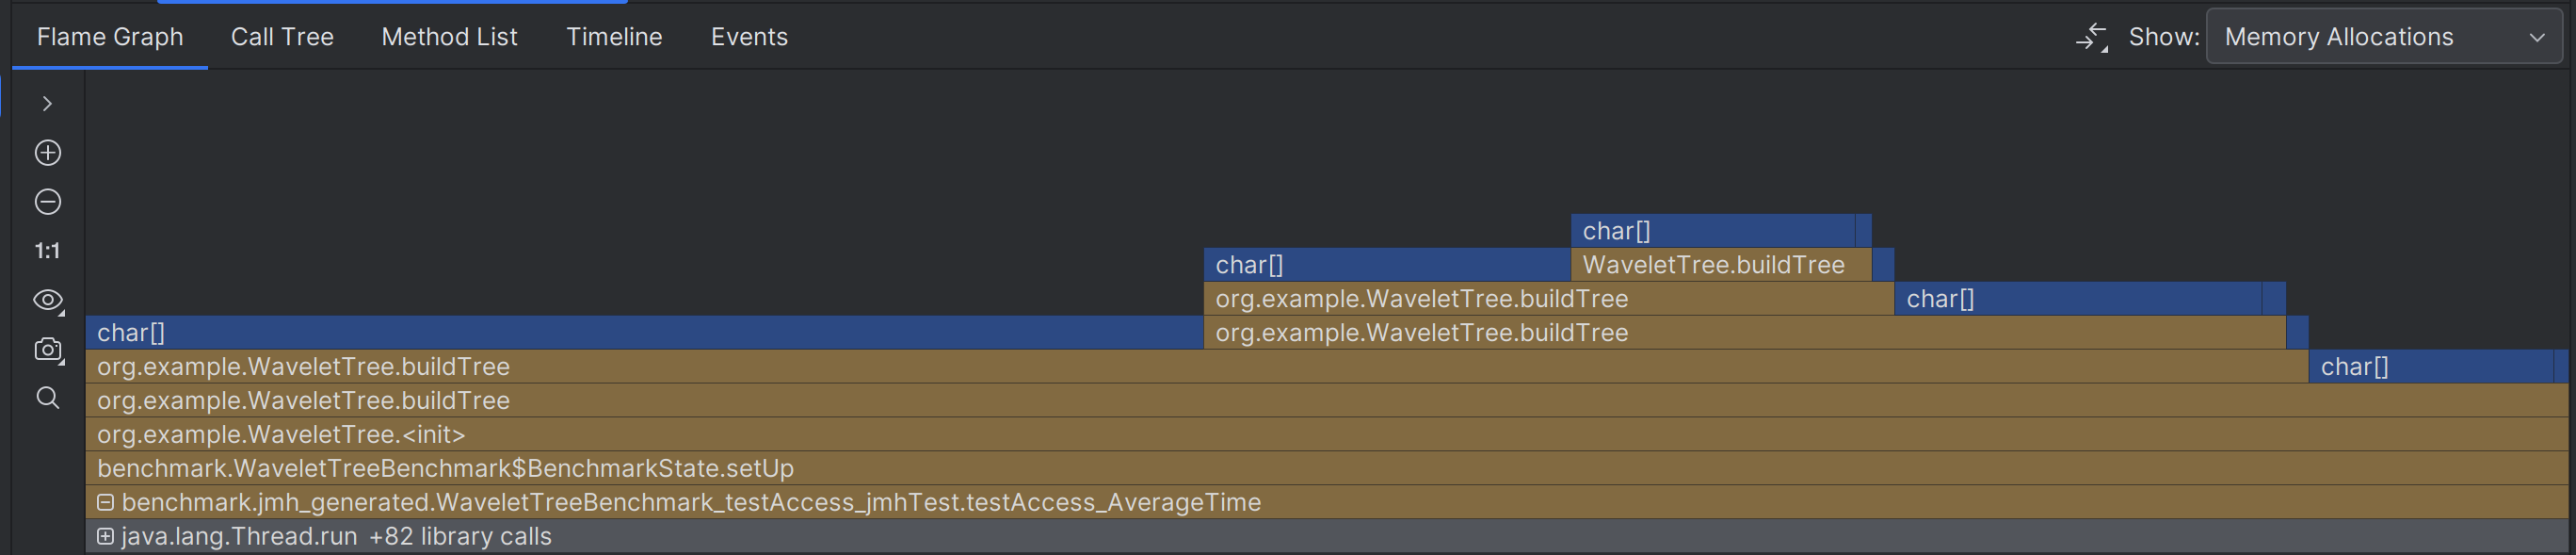 Flame Graph Call Tree Method List Timeline Events Show: Memory Allocations
1:1
char[]
char[] WaveletTree.buildTree
org.example.WaveletTree.buildTree char[]
char[] org.example.WaveletTree.buildTree
org.example.WaveletTree.buildTree char[]
org.example.WaveletTree.buildTree
org.example.WaveletTree.<init>
benchmark.WaveletTreeBenchmark$BenchmarkState.setUp
benchmark.jmh_generated.WaveletTreeBenchmark_testAccess_jmhTest.testAccess_AverageTime
java.lang.Thread.run +82 library calls